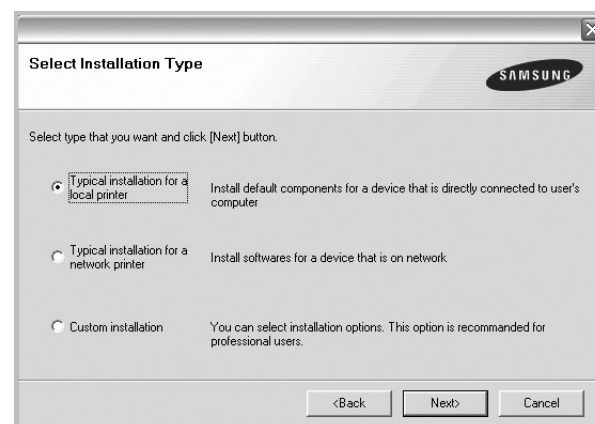 Select Installation Type
SAMSUNG
Select type that you want and click [Next] button.
Typical installation for a
local printer
Install default components for a device that is directly connected to user's
computer
Typical installation for a
network printer
Install softwares for a device that is on network
Custom installation
You can select installation options. This option is recommanded for
professional users.
<Back
Next>
Cancel